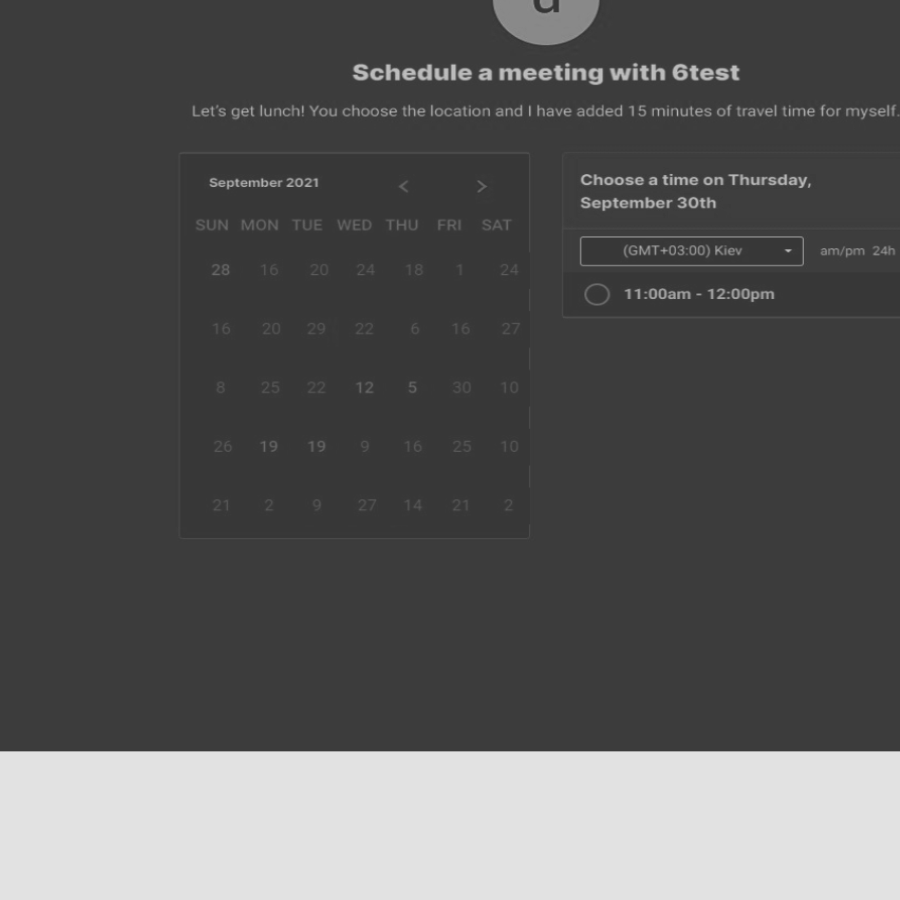 d
Schedule a meeting with 6test
Let's get lunch! You choose the location and I have added 15 minutes of travel time for myself.
September 2021 < >
SUN MON TUE WED THU FRI SAT
28 16 20 24 18 1 24
16 20 29 22 6 16 27
8 25 22 12 5 30 10
26 19 19 9 16 25 10
21 2 9 27 14 21 2
Choose a time on Thursday,
September 30th
(GMT+03:00) Kiev am/pm 24h
11:00am - 12:00pm